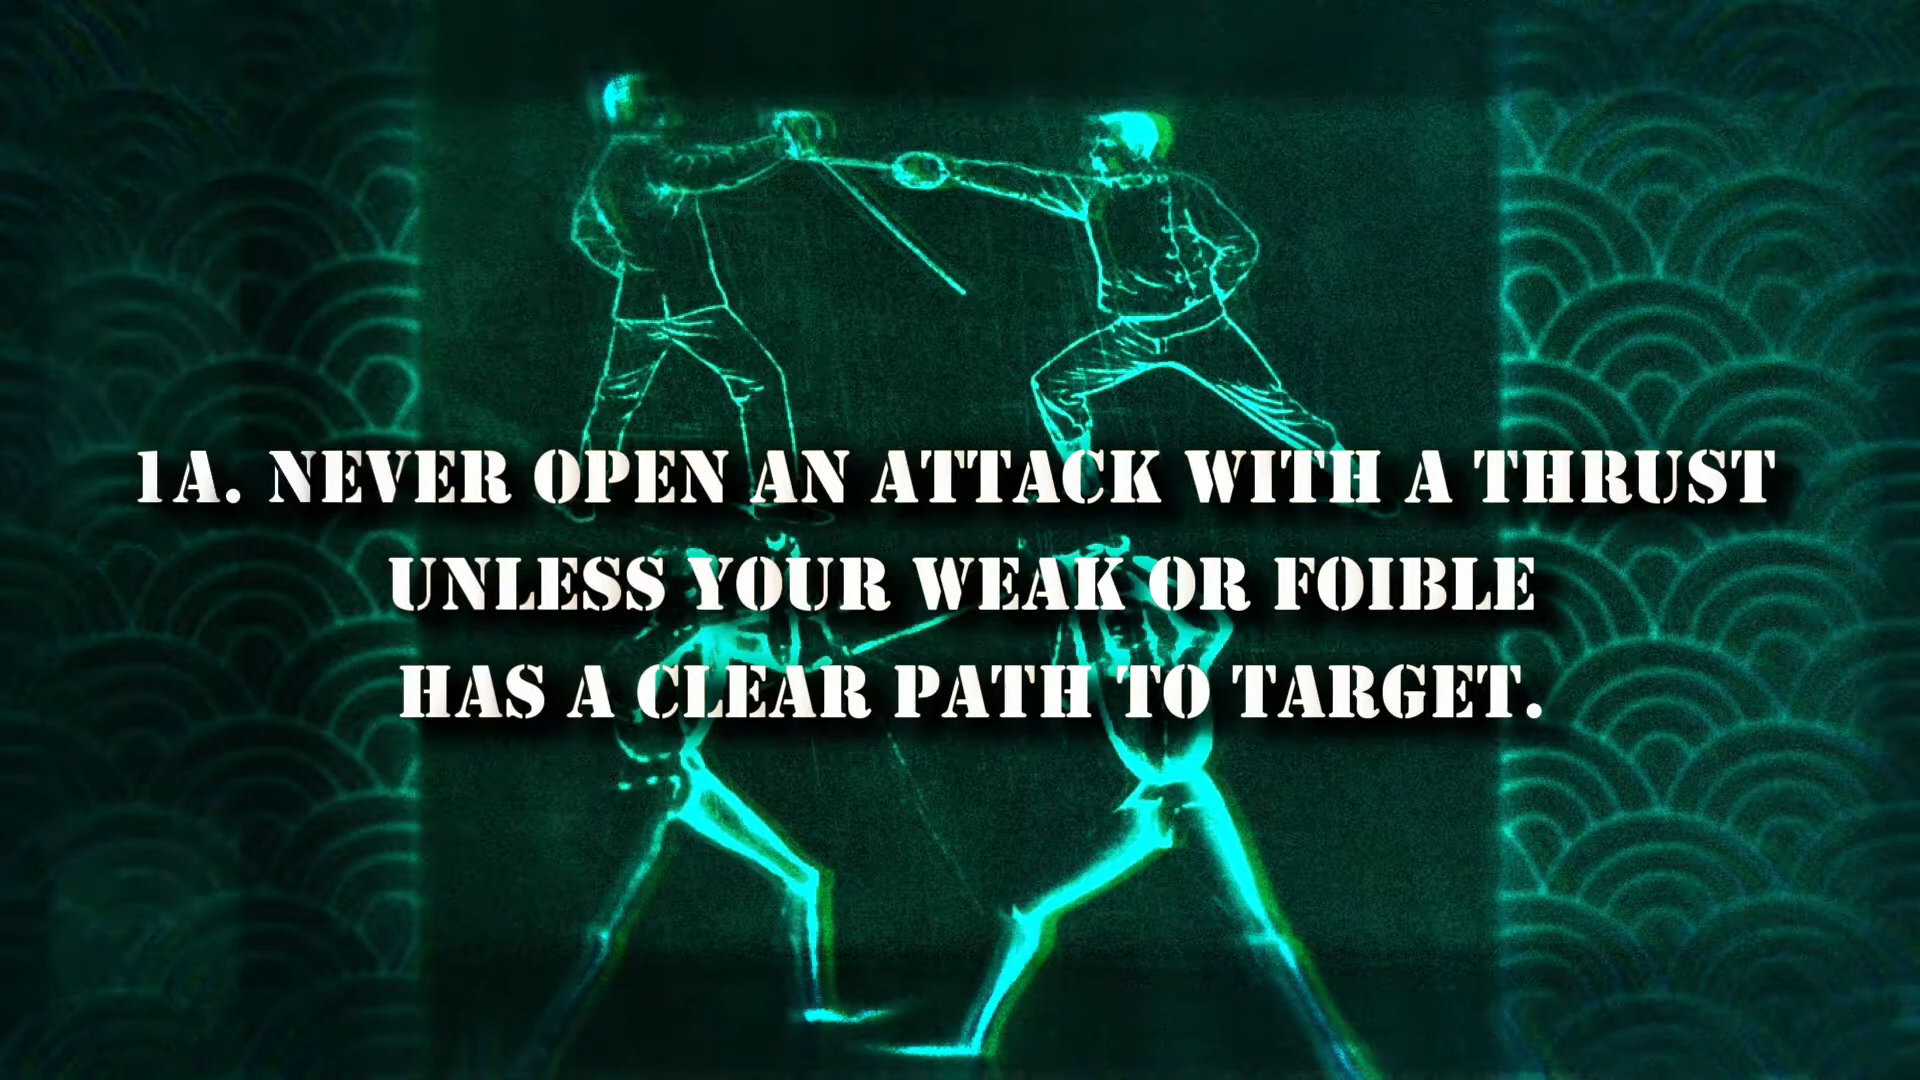 1A. NEVER OPEN AN ATTACK WITH A THRUST
UNLESS YOUR WEAK OR FOIBLE
HAS A CLEAR PATH TO TARGET.